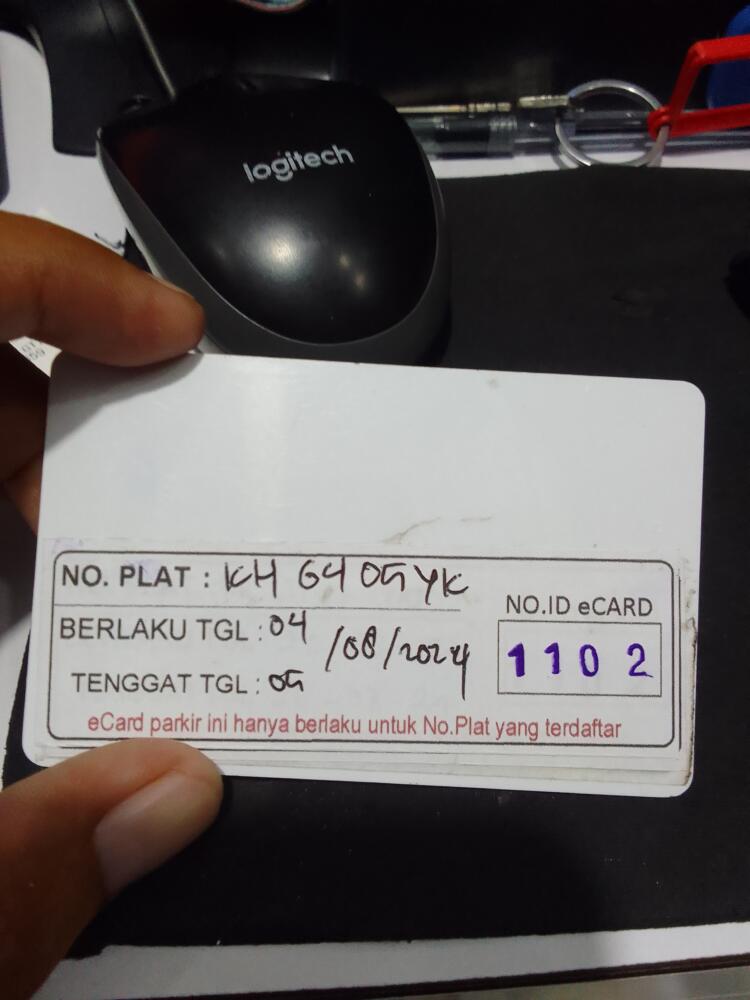 logitech
NO. PLAT : KH 6405 YK
NO.ID eCARD
BERLAKU TGL : 04 /08/2024
1102
TENGGAT TGL : 05
eCard parkir ini hanya berlaku untuk No.Plat yang terdaftar